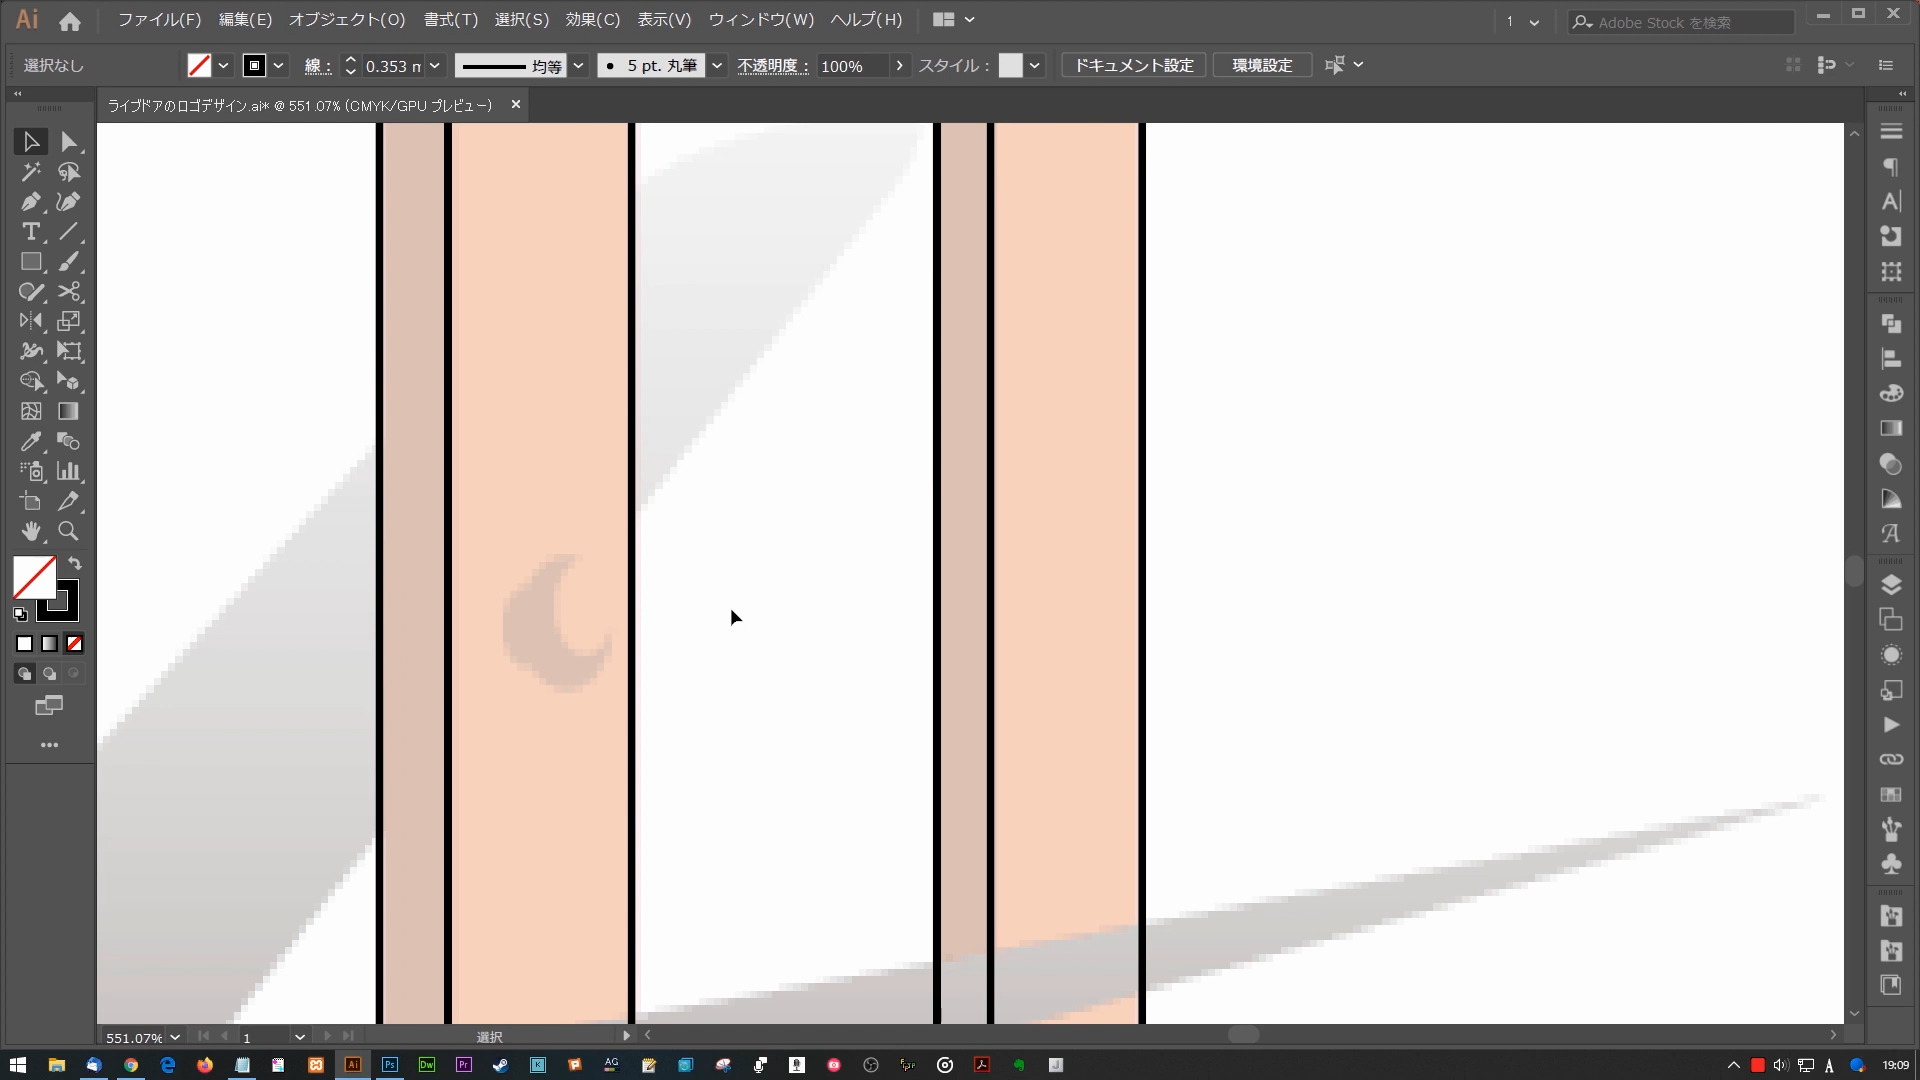 Ai ファイル(F) 編集(E) オブジェクト(O) 書式(T) 選択(S) 効果(C) 表示(V) ウィンドウ(W) ヘルプ(H) 1 Adobe Stock を検索
選択なし 線 : 0.353 m 均等 5 pt. 丸筆 不透明度 : 100% スタイル : ドキュメント設定 環境設定
ライブドアのロゴデザイン.ai* @ 551.07% (CMYK/GPU プレビュー) ×
551.07% 1 選択
Ai Ps Dw Pr K AG A 19:09